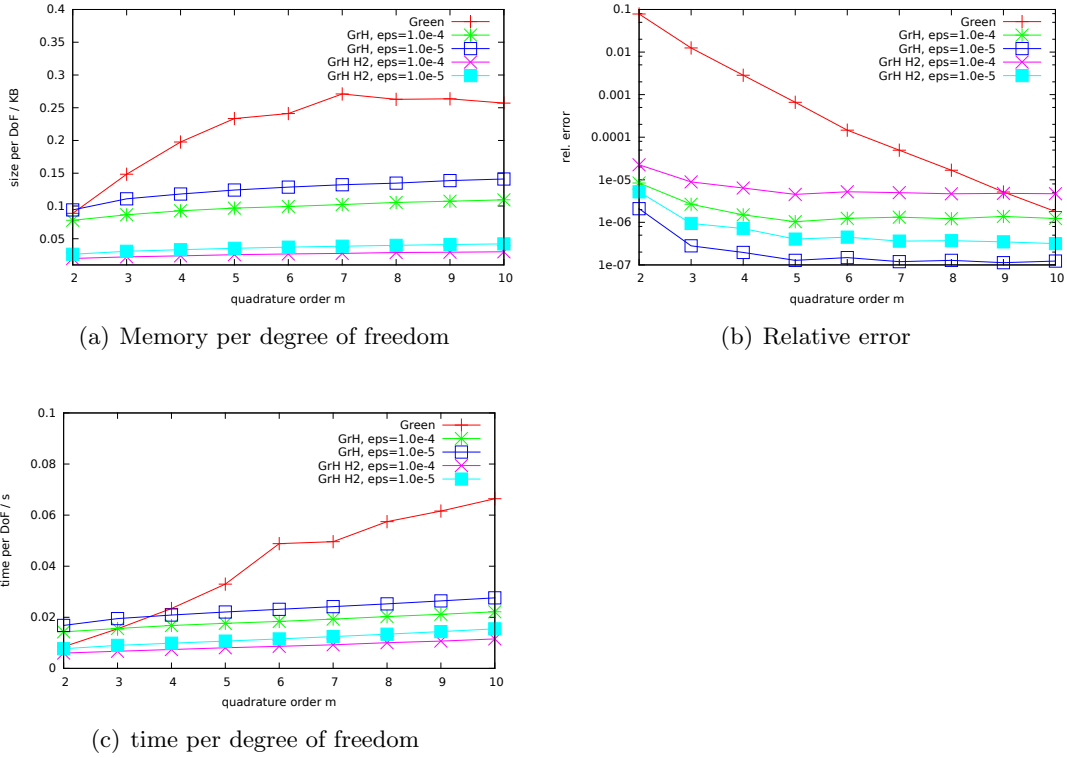 0.4
0.35
0.3
0.25
0.2
0.15
0.1
0.05
size per DoF / KB
2 3 4 5 6 7 8 9 10
quadrature order m
Green
GrH, eps=1.0e-4
GrH, eps=1.0e-5
GrH H2, eps=1.0e-4
GrH H2, eps=1.0e-5
(a) Memory per degree of freedom
0.1
0.01
0.001
0.0001
1e-05
1e-06
1e-07
rel. error
2 3 4 5 6 7 8 9 10
quadrature order m
Green
GrH, eps=1.0e-4
GrH, eps=1.0e-5
GrH H2, eps=1.0e-4
GrH H2, eps=1.0e-5
(b) Relative error
0.1
0.08
0.06
0.04
0.02
0
time per DoF / s
2 3 4 5 6 7 8 9 10
quadrature order m
Green
GrH, eps=1.0e-4
GrH, eps=1.0e-5
GrH H2, eps=1.0e-4
GrH H2, eps=1.0e-5
(c) time per degree of freedom